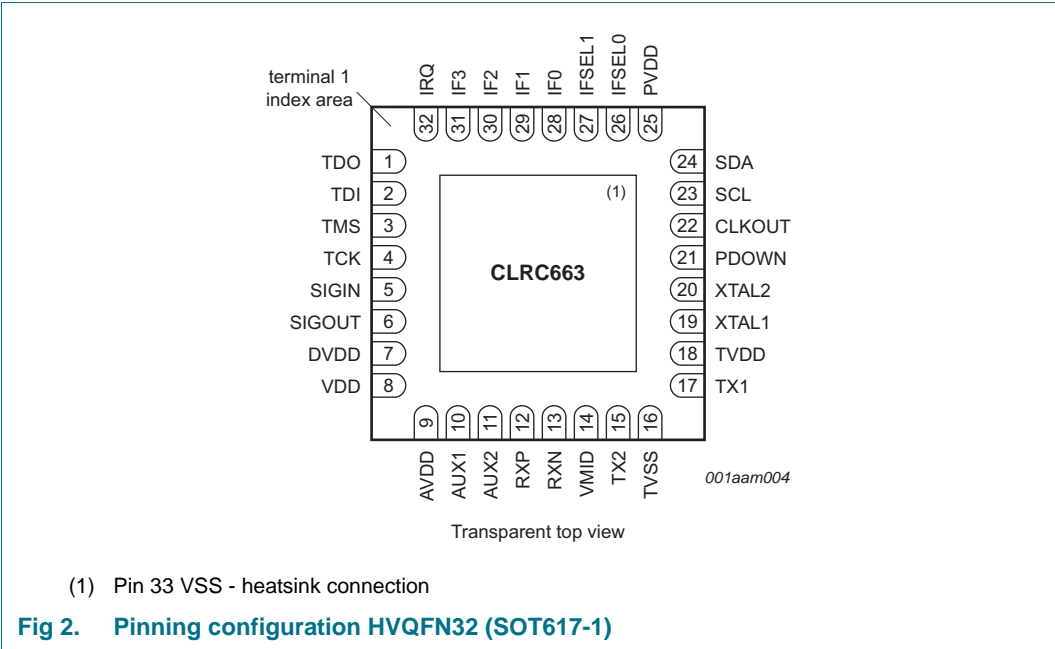 IRQ IF3 IF2 IF1 IF0 IFSEL1 IFSEL0 PVDD
terminal 1
index area
32 31 30 29 28 27 26 25
TDO 1 24 SDA
TDI 2 (1) 23 SCL
TMS 3 22 CLKOUT
TCK 4 21 PDOWN
CLRC663
SIGIN 5 20 XTAL2
SIGOUT 6 19 XTAL1
DVDD 7 18 TVDD
VDD 8 17 TX1
9 10 11 12 13 14 15 16
AVDD AUX1 AUX2 RXP RXN VMID TX2 TVSS
001aam004
Transparent top view
(1) Pin 33 VSS - heatsink connection
Fig 2. Pinning configuration HVQFN32 (SOT617-1)